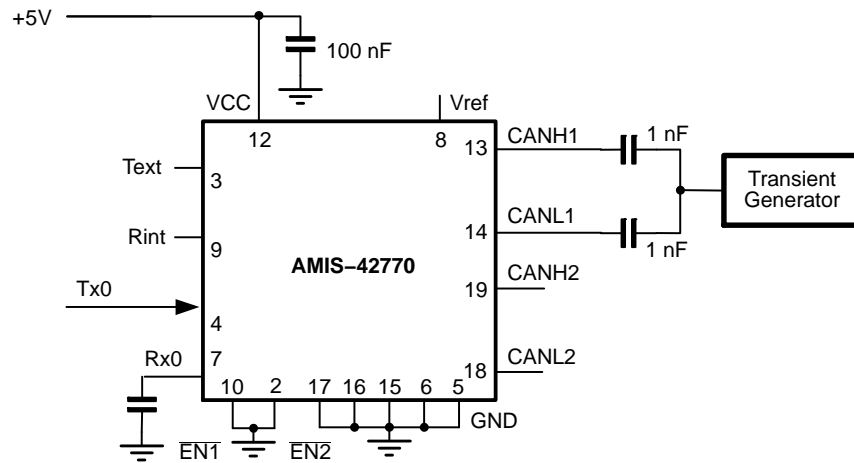 +5V
100 nF
VCC
Vref
12
8
13
CANH1
1 nF
Text
3
Transient
Generator
14
CANL1
1 nF
Rint
9
AMIS−42770
19
CANH2
Tx0
4
7
Rx0
18
CANL2
10
2
17
16
15
6
5
GND
EN1
EN2